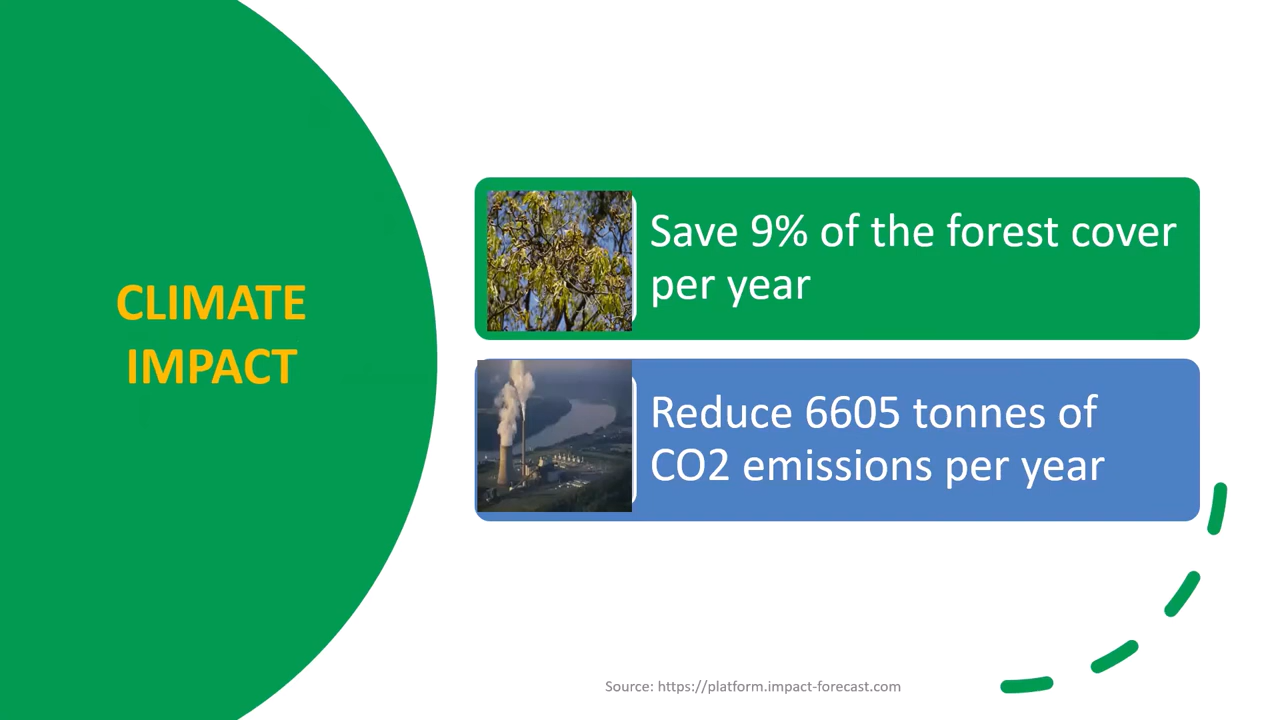 CLIMATE
IMPACT
Save 9% of the forest cover
per year
Reduce 6605 tonnes of
CO2 emissions per year
Source: https://platform.impact-forecast.com